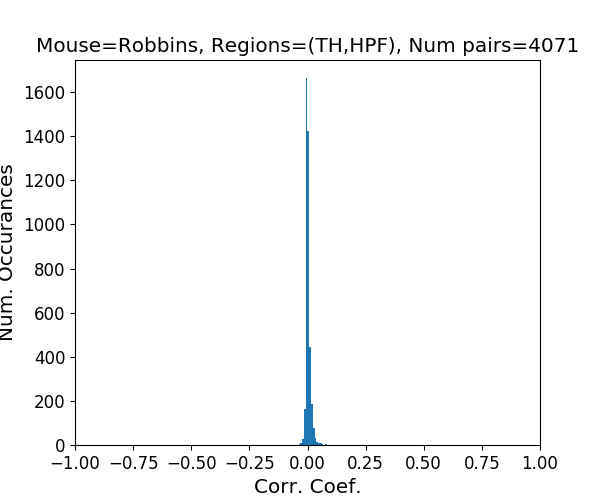 Mouse=Robbins, Regions=(TH,HPF), Num pairs=4071
Num. Occurances
1600
1400
1200
1000
800
600
400
200
0
−1.00 −0.75 −0.50 −0.25 0.00 0.25 0.50 0.75 1.00
Corr. Coef.